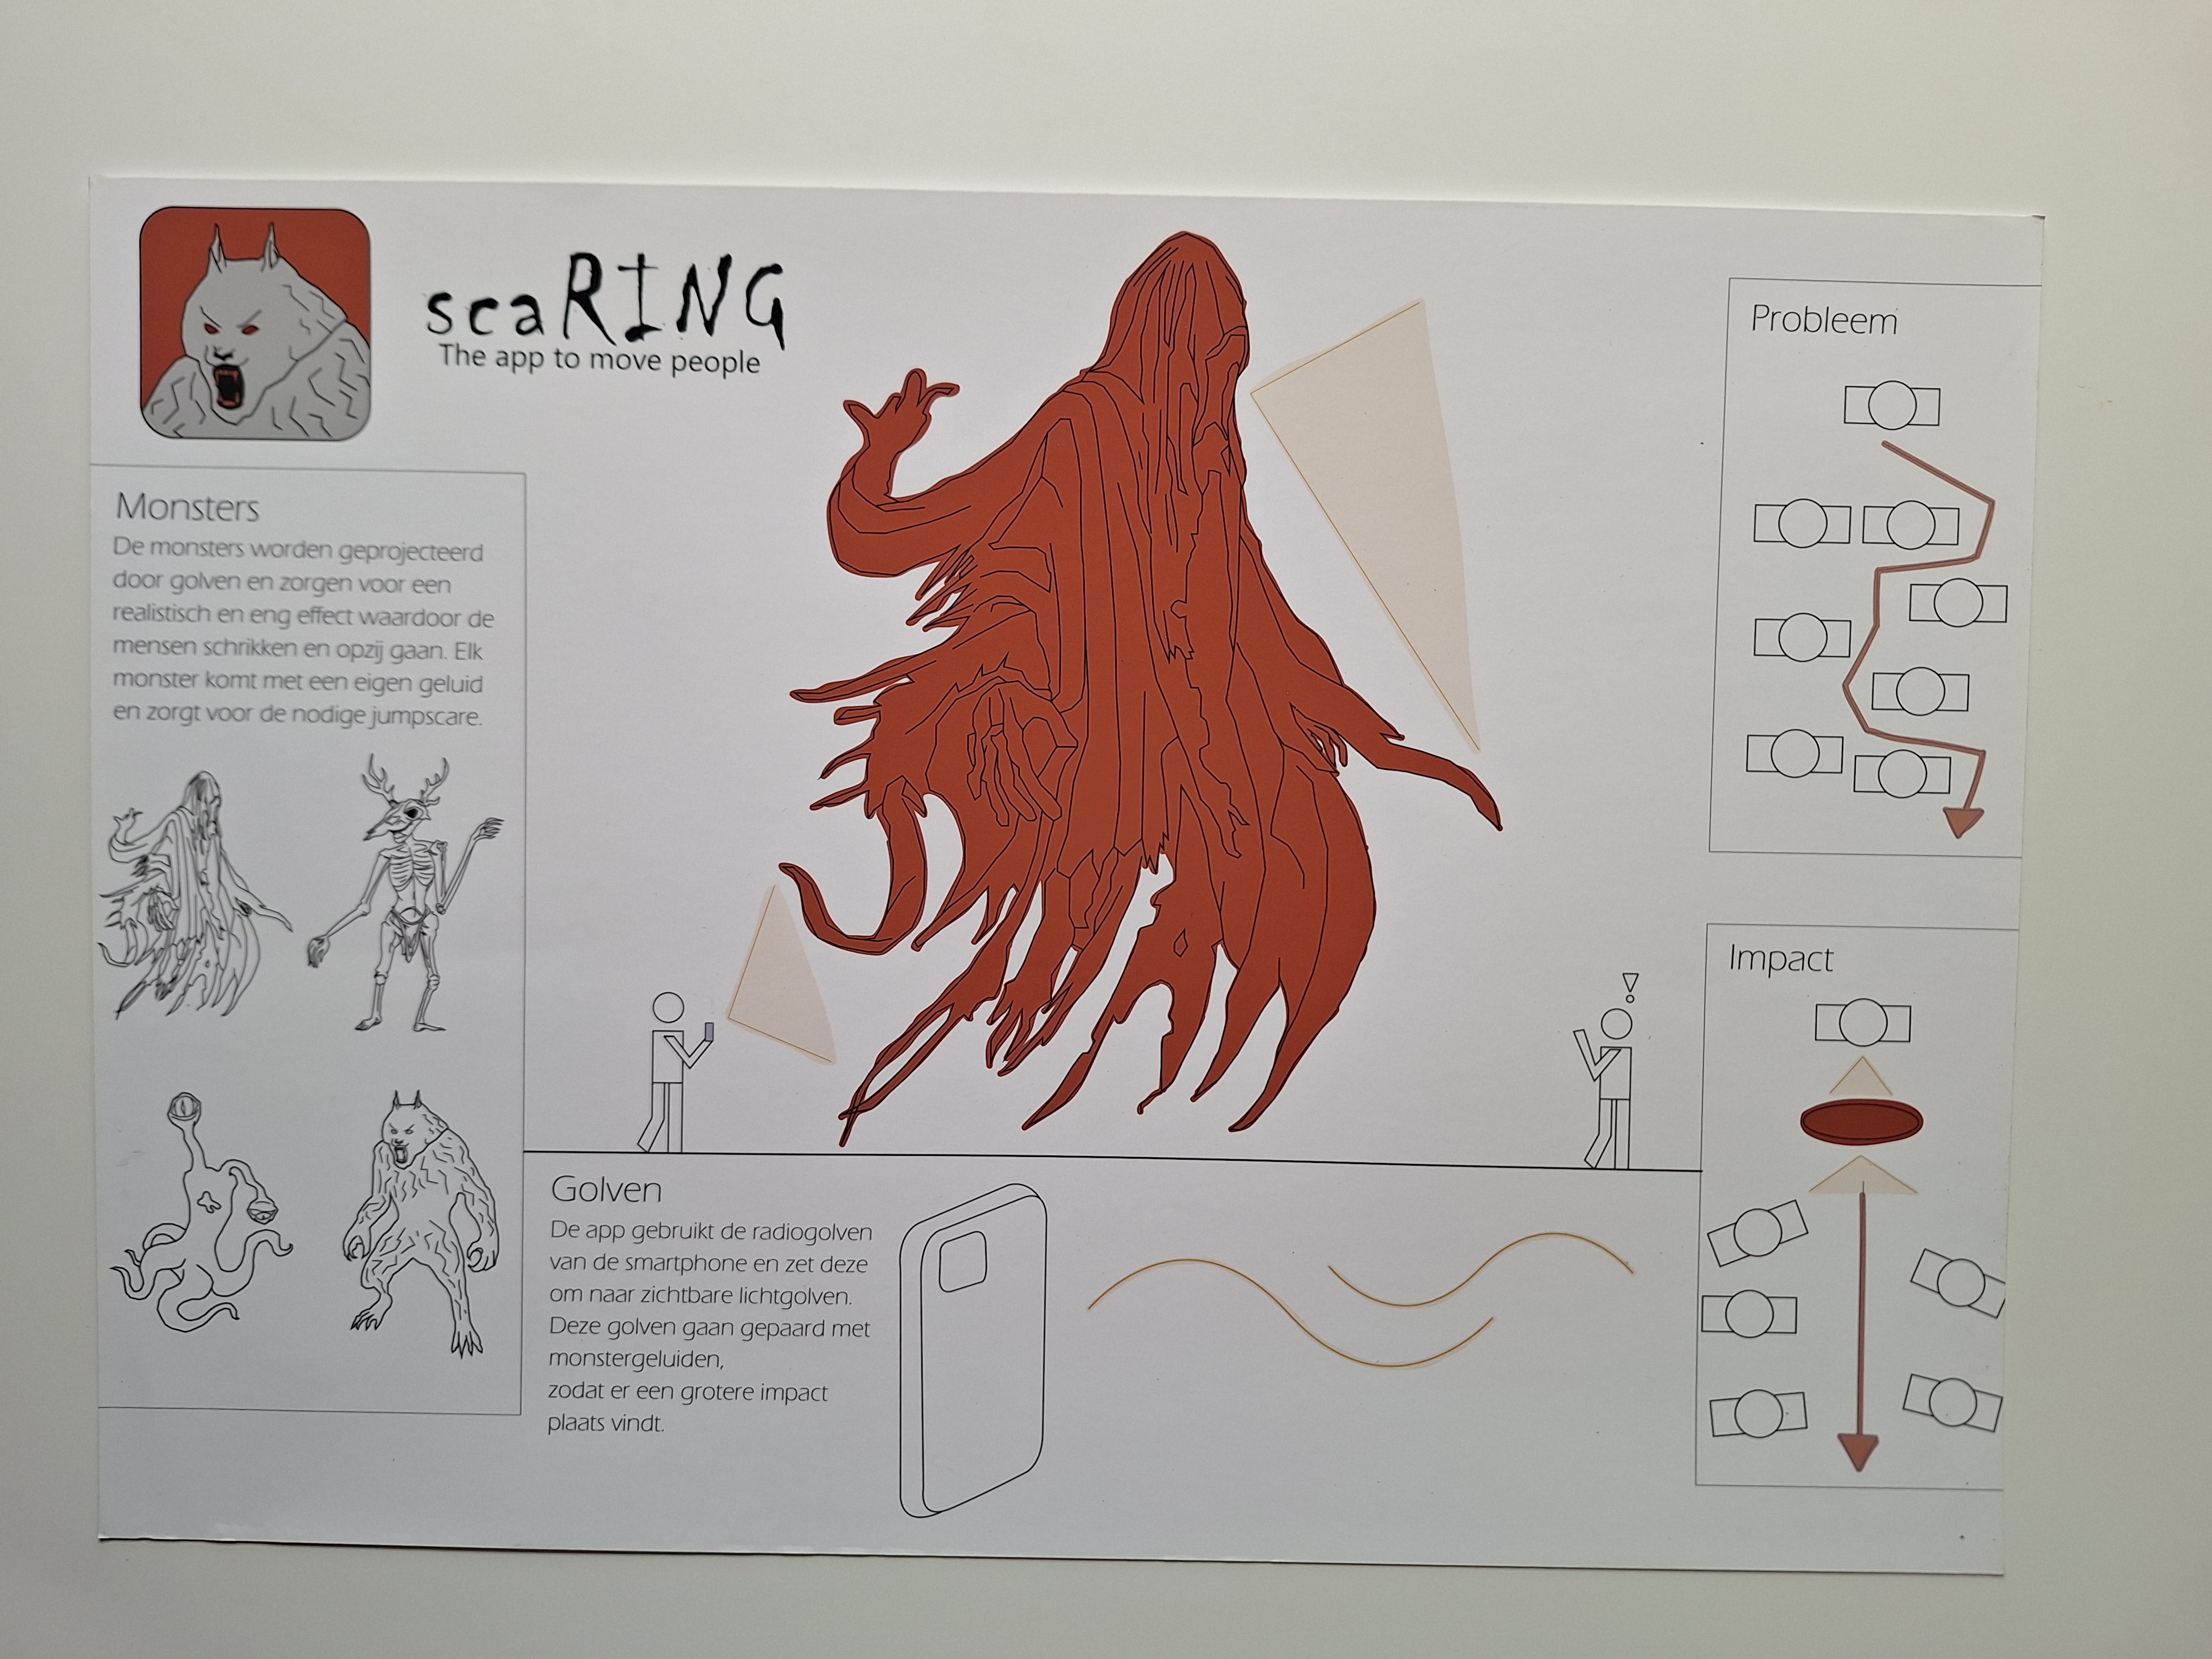 scaRING
The app to move people
Monsters
De monsters worden geprojecteerd
door golven en zorgen voor een
realistisch en eng effect waardoor de
mensen schrikken en opzij gaan. Elk
monster komt met een eigen geluid
en zorgt voor de nodige jumpscare.
Golven
De app gebruikt de radiogolven
van de smartphone en zet deze
om naar zichtbare lichtgolven.
Deze golven gaan gepaard met
monstergeluiden,
zodat er een grotere impact
plaats vindt.
Probleem
Impact